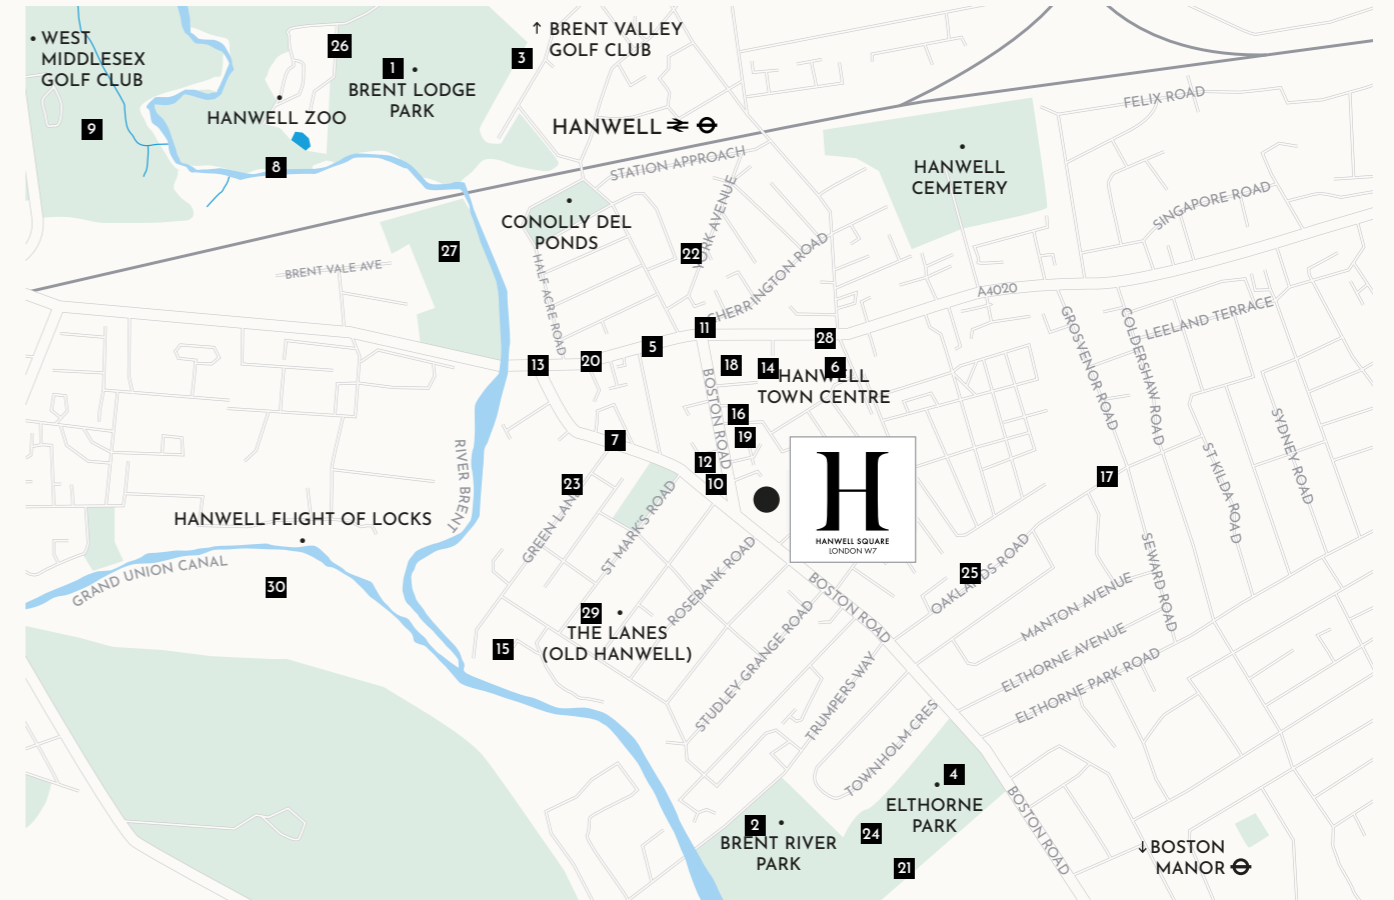 ↑ BRENT VALLEY
GOLF CLUB
WEST
MIDDLESEX
GOLF CLUB
26
1
3
BRENT LODGE
PARK
9
HANWELL ZOO
8
HANWELL
STATION APPROACH
FELIX ROAD
HANWELL
CEMETERY
SINGAPORE ROAD
CONOLLY DEL
PONDS
YORK AVENUE
22
27
BRENT VALE AVE
HALF ACRE ROAD
CHERRINGTON ROAD
A4020
11
28
5
13
20
18
14
6
HANWELL
TOWN CENTRE
LEELAND TERRACE
GROSVENOR ROAD
COLDERSHAW ROAD
SYDNEY ROAD
ST KILDA ROAD
BOSTON ROAD
16
19
7
12
10
23
17
RIVER BRENT
H
HANWELL SQUARE
LONDON W7
HANWELL FLIGHT OF LOCKS
GRAND UNION CANAL
30
GREEN LANE
ST MARK'S ROAD
ROSEBANK ROAD
BOSTON ROAD
OAKLANDS ROAD
25
SEWARD ROAD
MANTON AVENUE
ELTHORNE AVENUE
ELTHORNE PARK ROAD
29
THE LANES
(OLD HANWELL)
15
STUDLEY GRANGE ROAD
TRUMPERS WAY
TOWNHOLM CRES
4
ELTHORNE
PARK
2
BRENT RIVER
PARK
24
21
BOSTON ROAD
↓ BOSTON
MANOR